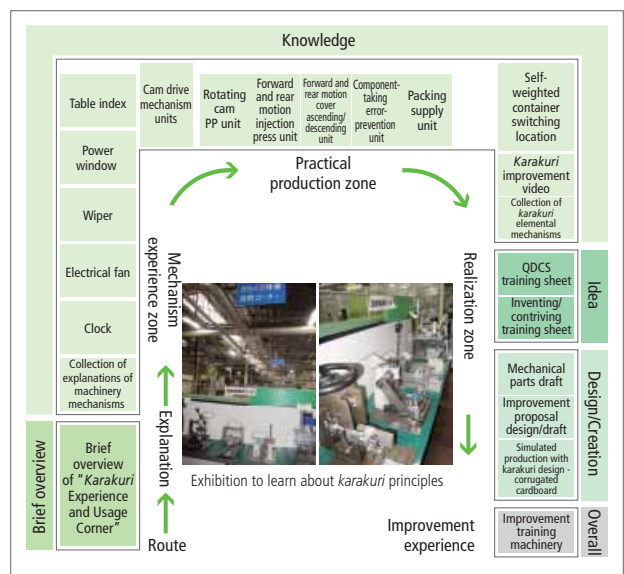 Knowledge
Table index
Power
window
Wiper
Electrical fan
Clock
Collection of
explanations of
machinery
mechanisms
Cam drive
mechanism
units
Rotating
cam
PP unit
Forward
and rear
motion
injection
press unit
Forward and
rear motion
cover
ascending/
descending
unit
Component-
taking
error-
prevention
unit
Packing
supply
unit
Self-
weighted
container
switching
location
Karakuri
improvement
video
Collection of
karakuri
elemental
mechanisms
Practical
production zone
Mechanism
experience zone
Realization zone
QDCS
training sheet
Inventing/
contriving
training sheet
Idea
Mechanical
parts draft
Improvement
proposal
design/draft
Simulated
production with
karakuri design -
corrugated
cardboard
Design/Creation
Explanation
Exhibition to learn about karakuri principles
Brief overview
Brief
overview
of "Karakuri
Experience
and Usage
Corner"
Route
Improvement
experience
Improvement
training
machinery
Overall